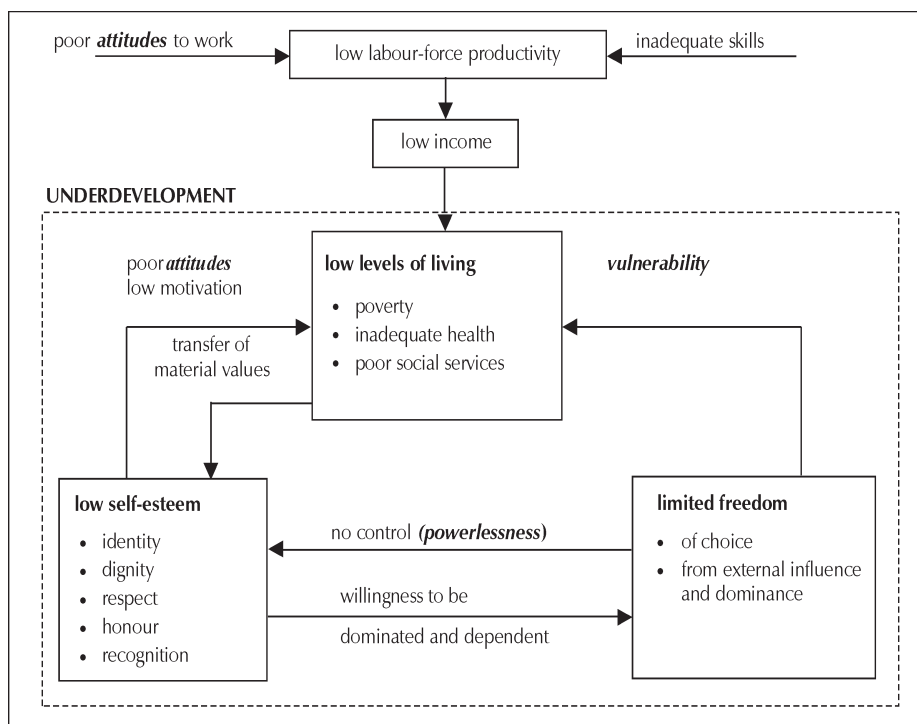 poor attitudes to work
low labour-force productivity
inadequate skills
low income
UNDERDEVELOPMENT
poor attitudes
low motivation
transfer of
material values
low levels of living
• poverty
• inadequate health
• poor social services
vulnerability
low self-esteem
• identity
• dignity
• respect
• honour
• recognition
no control (powerlessness)
willingness to be
dominated and dependent
limited freedom
• of choice
• from external influence
and dominance